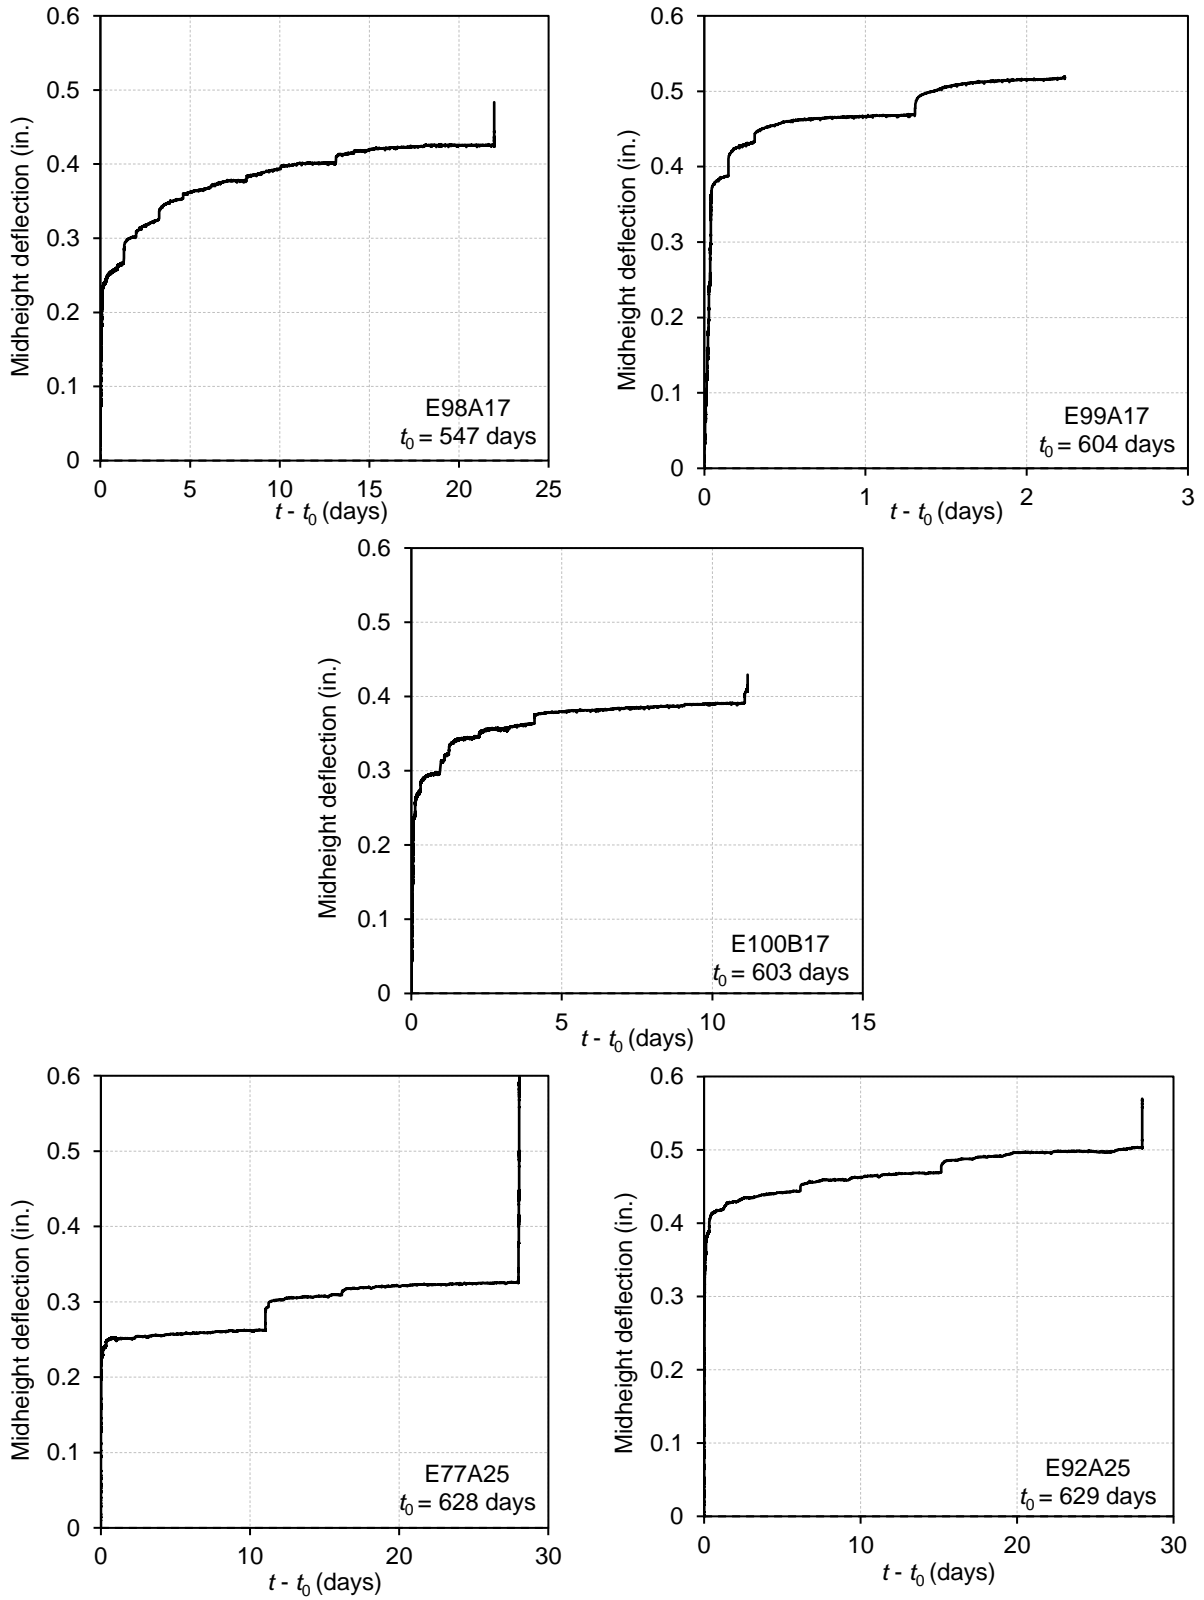 0.6
0.5
0.4
0.3
0.2
0.1
0
Midheight deflection (in.)
E98A17
t0 = 547 days
0 5 10 15 20 25
t - t0 (days)
0.6
0.5
0.4
0.3
0.2
0.1
0
Midheight deflection (in.)
E99A17
t0 = 604 days
0 1 2 3
t - t0 (days)
0.6
0.5
0.4
0.3
0.2
0.1
0
Midheight deflection (in.)
E100B17
t0 = 603 days
0 5 10 15
t - t0 (days)
0.6
0.5
0.4
0.3
0.2
0.1
0
Midheight deflection (in.)
E77A25
t0 = 628 days
0 10 20 30
t - t0 (days)
0.6
0.5
0.4
0.3
0.2
0.1
0
Midheight deflection (in.)
E92A25
t0 = 629 days
0 10 20 30
t - t0 (days)